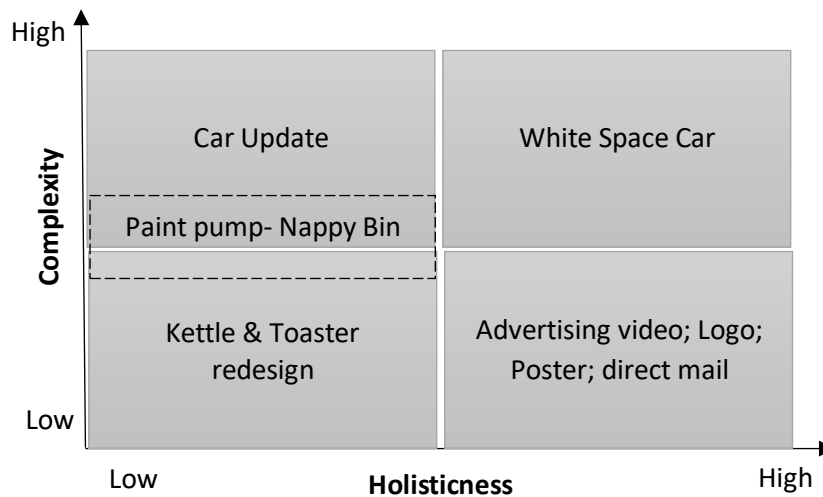 High
Car Update
White Space Car
Complexity
Paint pump- Nappy Bin
Kettle & Toaster
redesign
Advertising video; Logo;
Poster; direct mail
Low
Low
Holisticness
High